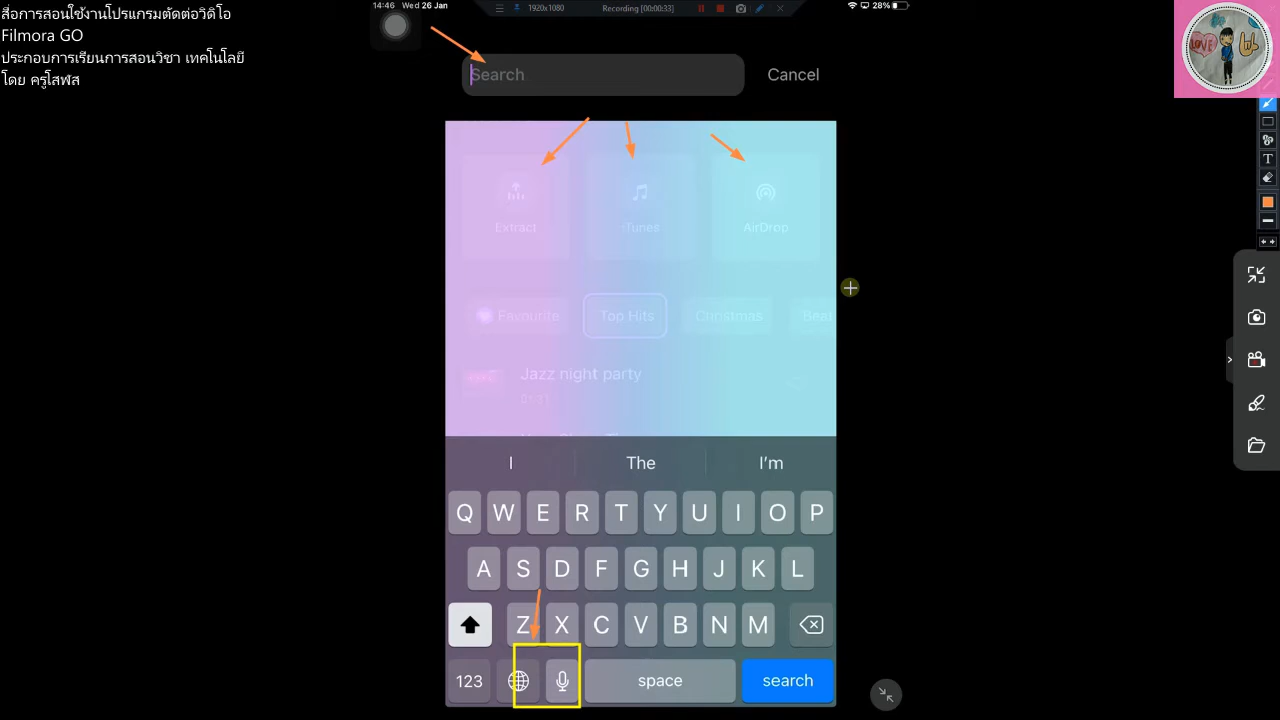 สื่อการสอนใช้งานโปรแกรมตัดต่อวิดิโอ
Filmora GO
ประกอบการเรียนการสอนวิชา เทคโนโลยี
โดย ครูโสฬส
14:46 Wed 26 Jan
1920x1080 Recording [00:00:33]
28%
LOVE
Search Cancel
Extract iTunes AirDrop
Favourite Top Hits Christmas Beat
Jazz night party
01:31
I The I'm
Q W E R T Y U I O P
A S D F G H J K L
Z X C V B N M
123 space search
T